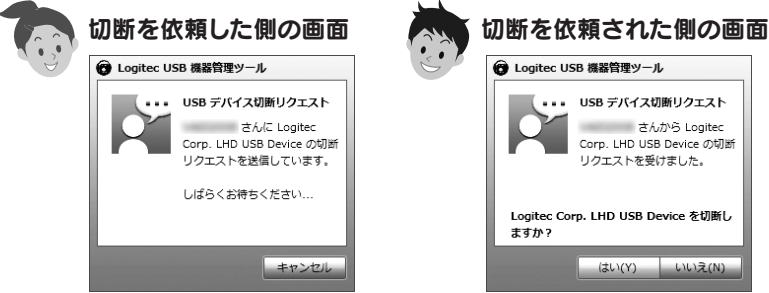 切断を依頼した側の画面
Logitec USB 機器管理ツール
USB デバイス切断リクエスト
さんに Logitec
Corp. LHD USB Device の切断
リクエストを送信しています。
しばらくお待ちください...
キャンセル
切断を依頼された側の画面
Logitec USB 機器管理ツール
USB デバイス切断リクエスト
さんから Logitec
Corp. LHD USB Device の切断
リクエストを受けました。
Logitec Corp. LHD USB Device を切断し
ますか？
はい(Y) いいえ(N)